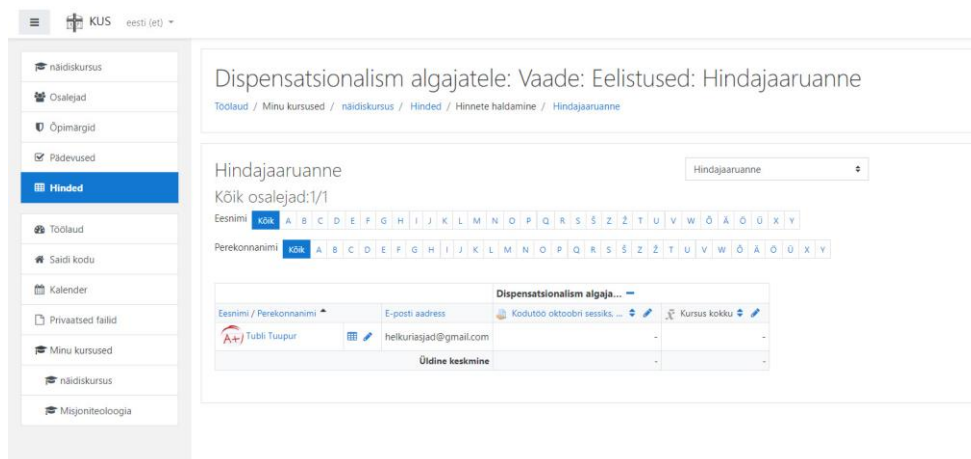 KUS eesti (et)
näidiskursus
Osalejad
Õpimärgid
Pädevused
Hinded
Töölaud
Saidi kodu
Kalender
Privaatsed failid
Minu kursused
näidiskursus
Misjoniteoloogia
Dispensatsionalism algajatele: Vaade: Eelistused: Hindajaaruanne
Töölaud / Minu kursused / näidiskursus / Hinded / Hinnete haldamine / Hindajaaruanne
Hindajaaruanne Hindajaaruanne
Kõik osalejad:1/1
Eesnimi Kõik A B C D E F G H I J K L M N O P Q R S Š Z Ž T U V W Õ Ä Ö Ü X Y
Perekonnanimi Kõik A B C D E F G H I J K L M N O P Q R S Š Z Ž T U V W Õ Ä Ö Ü X Y
Dispensatsionalism algaja...
Eesnimi / Perekonnanimi E-posti aadress Kodutöö oktoobri sessiks, ... Kursus kokku
A+ Tubli Tuupur helkuriasjad@gmail.com - -
Üldine keskmine - -